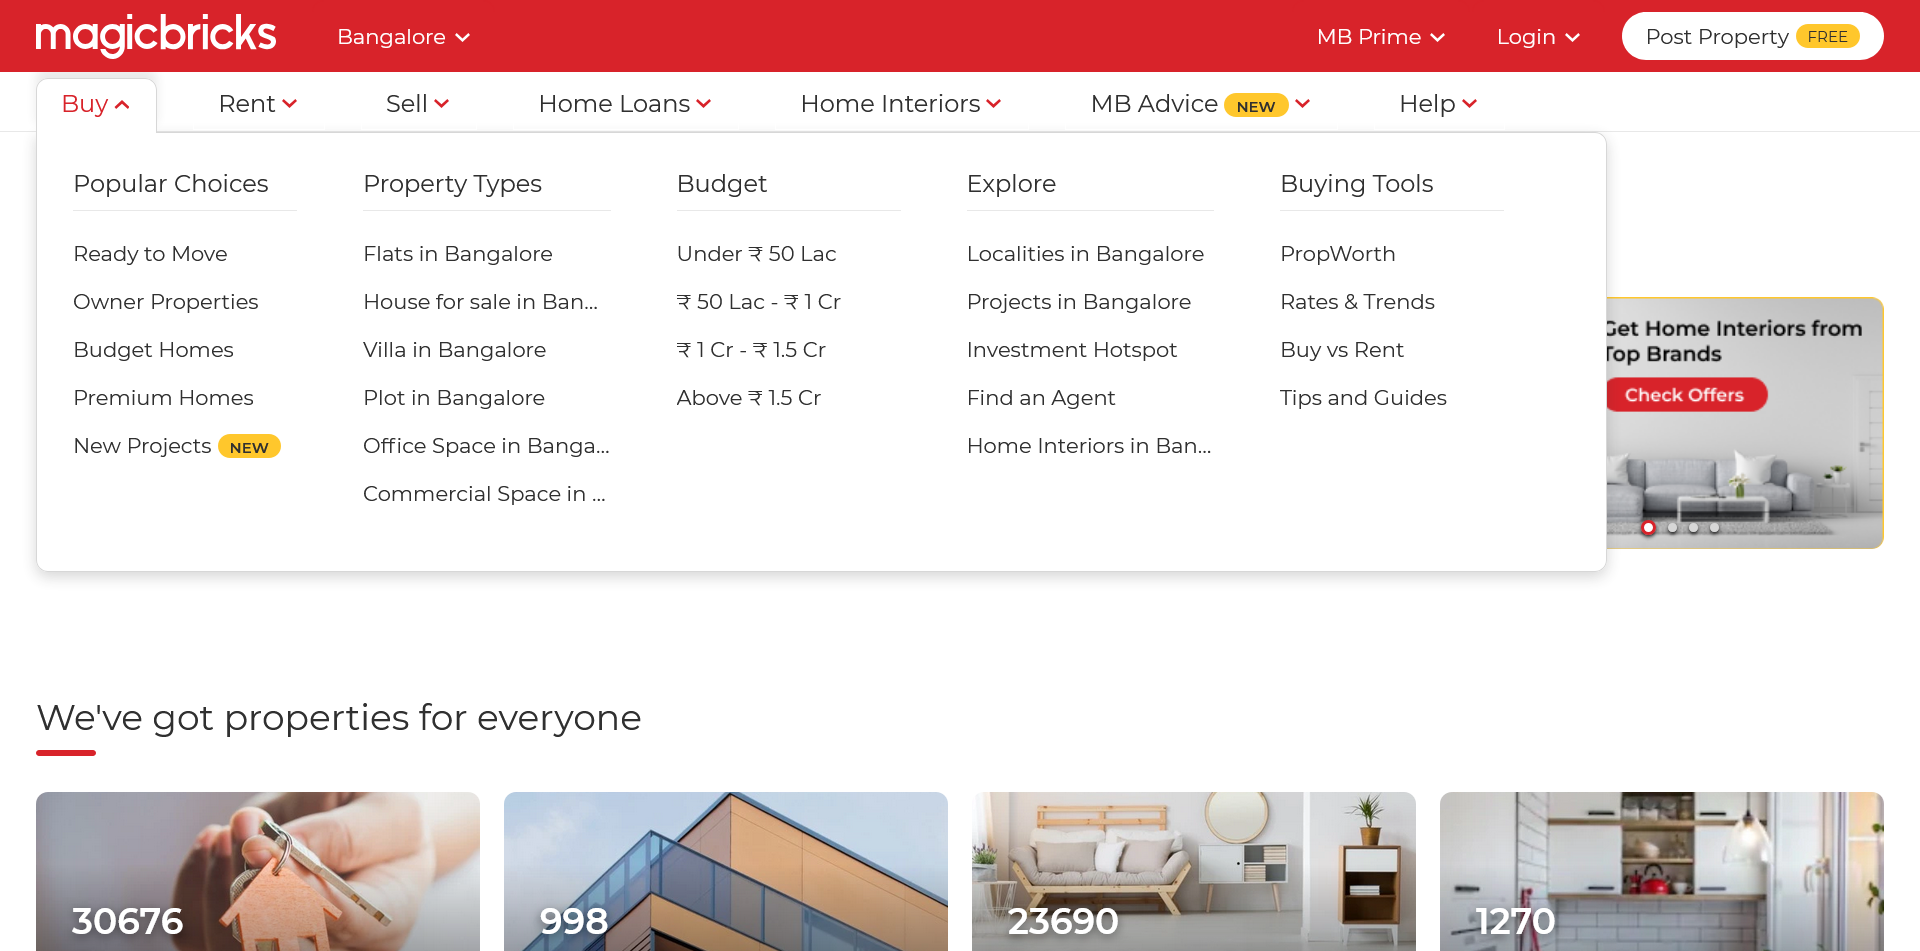 magicbricks
Bangalore
MB Prime
Login
Post Property FREE
Buy
Rent
Sell
Home Loans
Home Interiors
MB Advice NEW
Help
Popular Choices
Ready to Move
Owner Properties
Budget Homes
Premium Homes
New Projects NEW
Property Types
Flats in Bangalore
House for sale in Ban...
Villa in Bangalore
Plot in Bangalore
Office Space in Banga...
Commercial Space in ...
Budget
Under ₹ 50 Lac
₹ 50 Lac - ₹ 1 Cr
₹ 1 Cr - ₹ 1.5 Cr
Above ₹ 1.5 Cr
Explore
Localities in Bangalore
Projects in Bangalore
Investment Hotspot
Find an Agent
Home Interiors in Ban...
Buying Tools
PropWorth
Rates & Trends
Buy vs Rent
Tips and Guides
Get Home Interiors from
Top Brands
Check Offers
We've got properties for everyone
30676
998
23690
1270